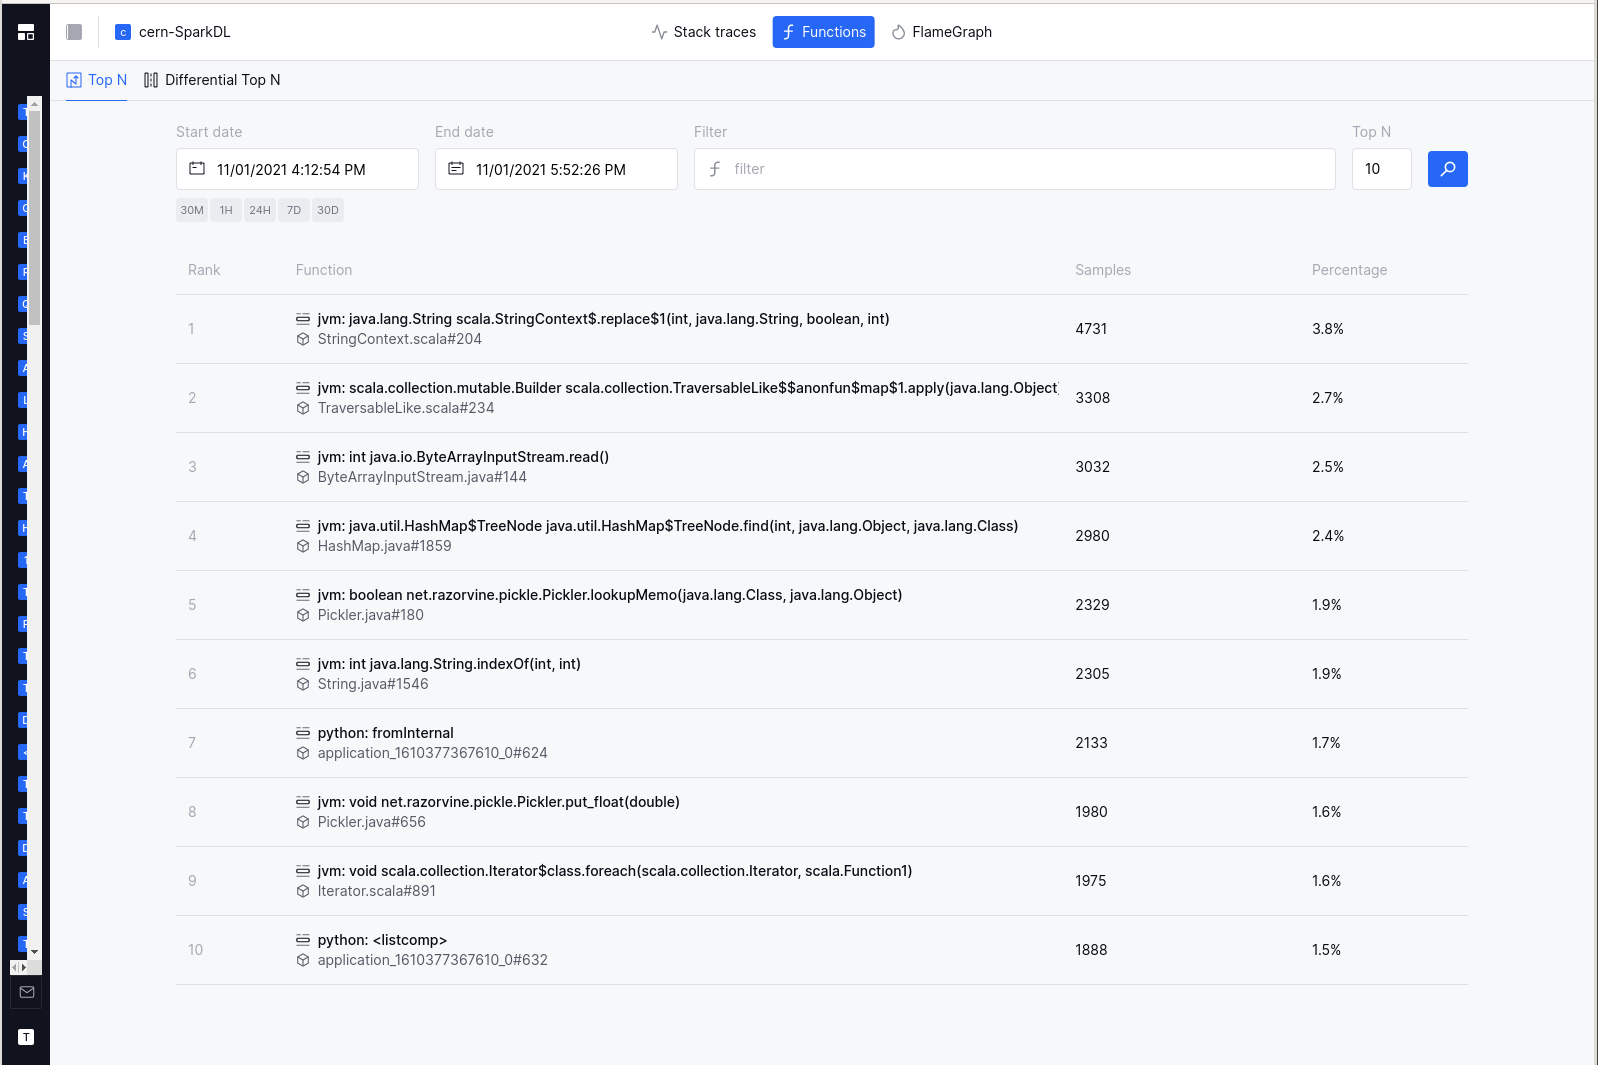 c cern-SparkDL
Stack traces
Functions
FlameGraph
Top N
Differential Top N
Start date
End date
Filter
Top N
11/01/2021 4:12:54 PM
11/01/2021 5:52:26 PM
filter
10
30M 1H 24H 7D 30D
Rank Function Samples Percentage
1 jvm: java.lang.String scala.StringContext$.replace$1(int, java.lang.String, boolean, int) 4731 3.8%
StringContext.scala#204
2 jvm: scala.collection.mutable.Builder scala.collection.TraversableLike$$anonfun$map$1.apply(java.lang.Object) 3308 2.7%
TraversableLike.scala#234
3 jvm: int java.io.ByteArrayInputStream.read() 3032 2.5%
ByteArrayInputStream.java#144
4 jvm: java.util.HashMap$TreeNode java.util.HashMap$TreeNode.find(int, java.lang.Object, java.lang.Class) 2980 2.4%
HashMap.java#1859
5 jvm: boolean net.razorvine.pickle.Pickler.lookupMemo(java.lang.Class, java.lang.Object) 2329 1.9%
Pickler.java#180
6 jvm: int java.lang.String.indexOf(int, int) 2305 1.9%
String.java#1546
7 python: fromInternal 2133 1.7%
application_1610377367610_0#624
8 jvm: void net.razorvine.pickle.Pickler.put_float(double) 1980 1.6%
Pickler.java#656
9 jvm: void scala.collection.Iterator$class.foreach(scala.collection.Iterator, scala.Function1) 1975 1.6%
Iterator.scala#891
10 python: <listcomp> 1888 1.5%
application_1610377367610_0#632
T